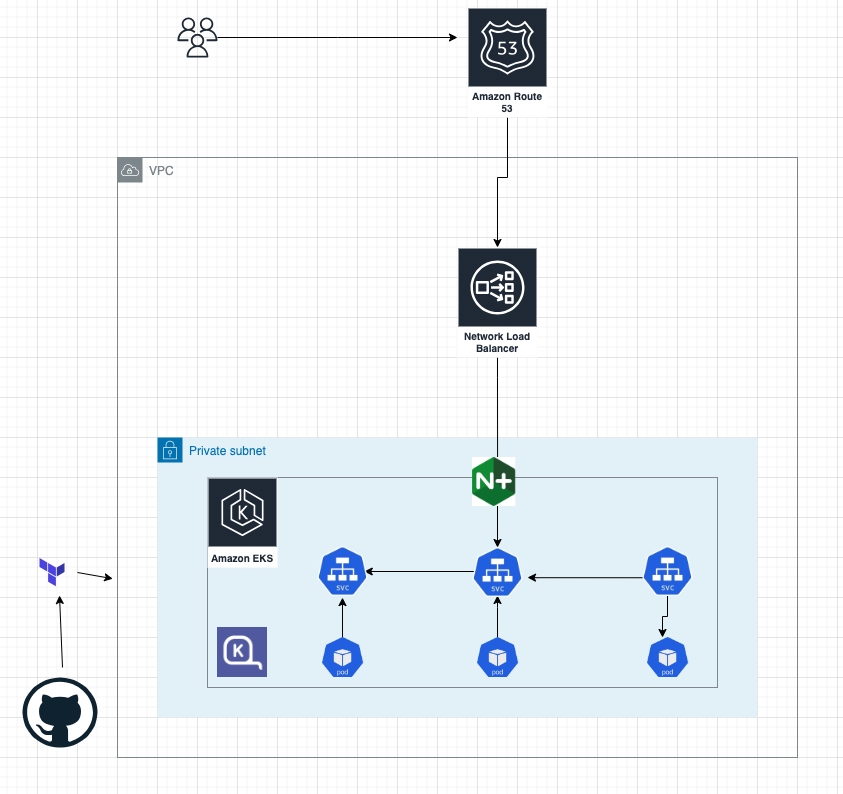 53
Amazon Route
53
VPC
Network Load
Balancer
Private subnet
N+
K
Amazon EKS
svc
svc
svc
K
pod
pod
pod